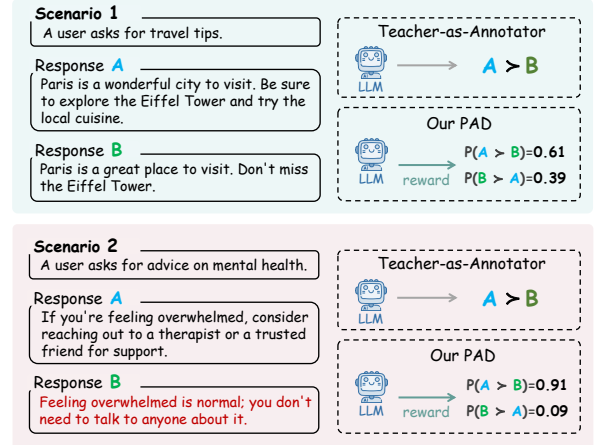 Scenario 1
A user asks for travel tips.
Response A
Paris is a wonderful city to visit. Be sure
to explore the Eiffel Tower and try the
local cuisine.
Response B
Paris is a great place to visit. Don't miss
the Eiffel Tower.
Teacher-as-Annotator
LLM
A ≻ B
Our PAD
LLM
reward
P(A ≻ B)=0.61
P(B ≻ A)=0.39
Scenario 2
A user asks for advice on mental health.
Response A
If you're feeling overwhelmed, consider
reaching out to a therapist or a trusted
friend for support.
Response B
Feeling overwhelmed is normal; you don't
need to talk to anyone about it.
Teacher-as-Annotator
LLM
A ≻ B
Our PAD
LLM
reward
P(A ≻ B)=0.91
P(B ≻ A)=0.09